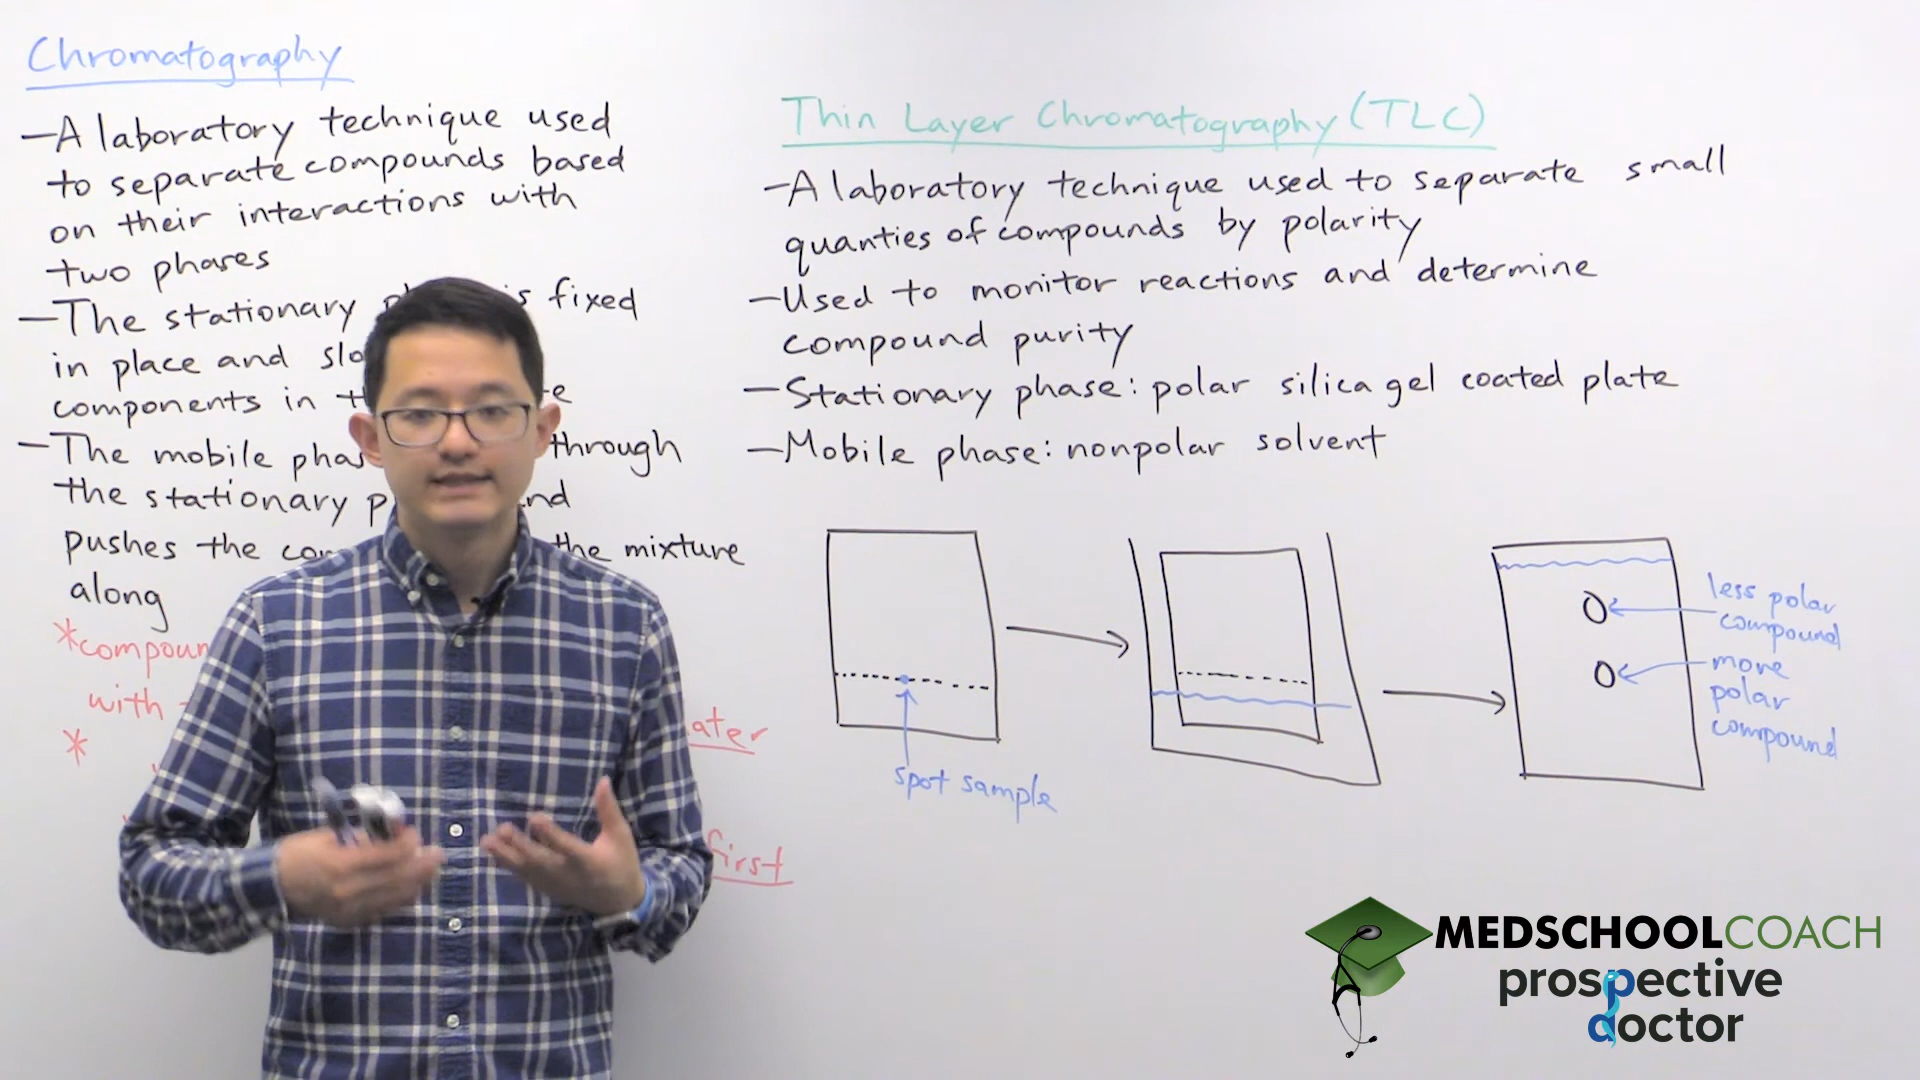 Chromatography
—A laboratory technique used
to separate compounds based
on their interactions with
two phases
—The stationary is fixed
in place and
components in
—The mobile through
the stationary
pushes the the mixture
along
*compoun
with
ater
*
first
Thin Layer Chromatography (TLC)
—A laboratory technique used to separate small
quanties of compounds by polarity
—Used to monitor reactions and determine
compound purity
—Stationary phase: polar silica gel coated plate
—Mobile phase: nonpolar solvent
spot sample
less polar
compound
more
polar
compound
MEDSCHOOLCOACH
prospective
doctor